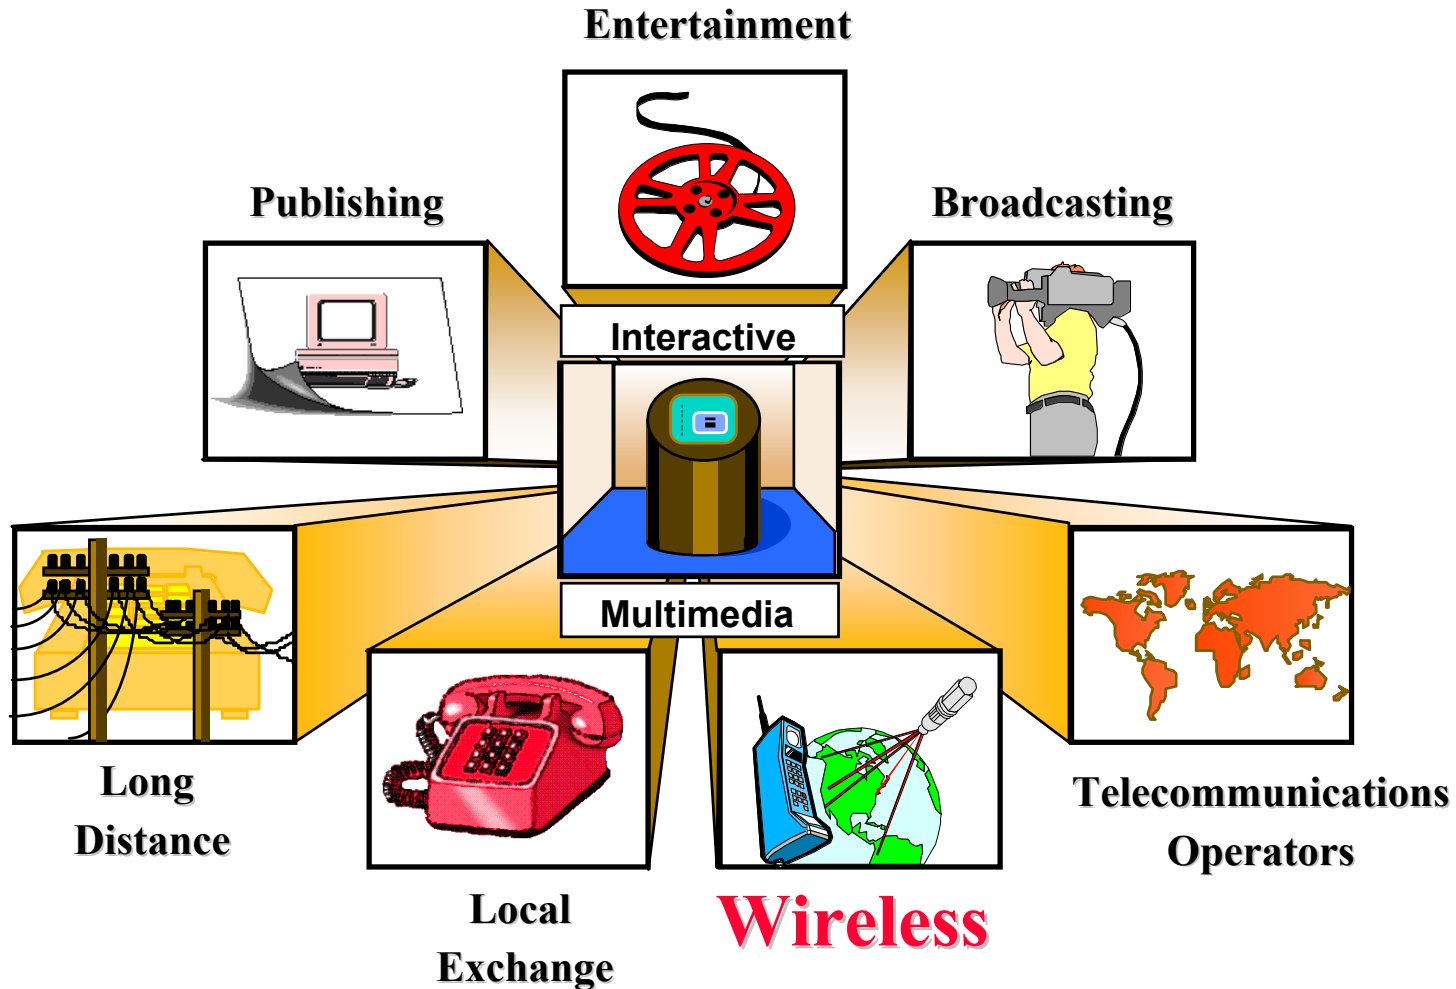 Entertainment
Publishing
Broadcasting
Interactive
Multimedia
Long
Distance
Telecommunications
Operators
Local
Exchange
Wireless